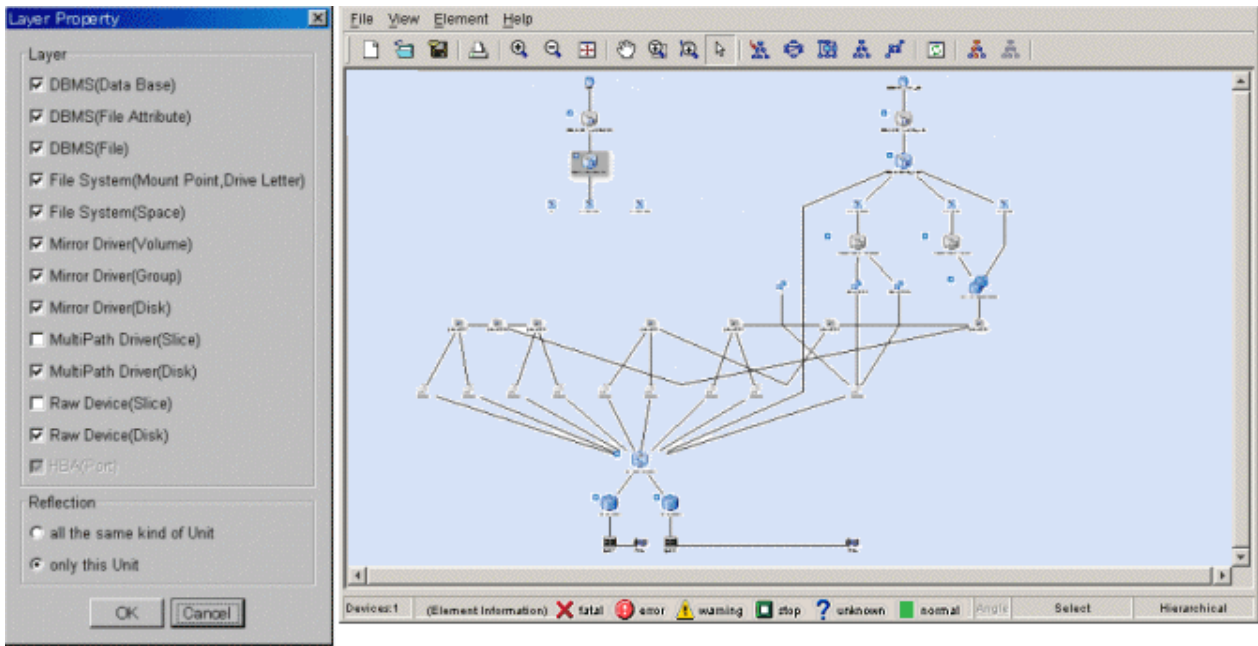 Layer Property
Layer
DBMS(Data Base)
DBMS(File Attribute)
DBMS(File)
File System(Mount Point,Drive Letter)
File System(Space)
Mirror Driver(Volume)
Mirror Driver(Group)
Mirror Driver(Disk)
MultiPath Driver(Slice)
MultiPath Driver(Disk)
Raw Device(Slice)
Raw Device(Disk)
HBA(Port)
Reflection
all the same kind of Unit
only this Unit
OK Cancel
File View Element Help
Devices:1 (Element Information) fatal error warning stop unknown normal Angle Select Hierarchical